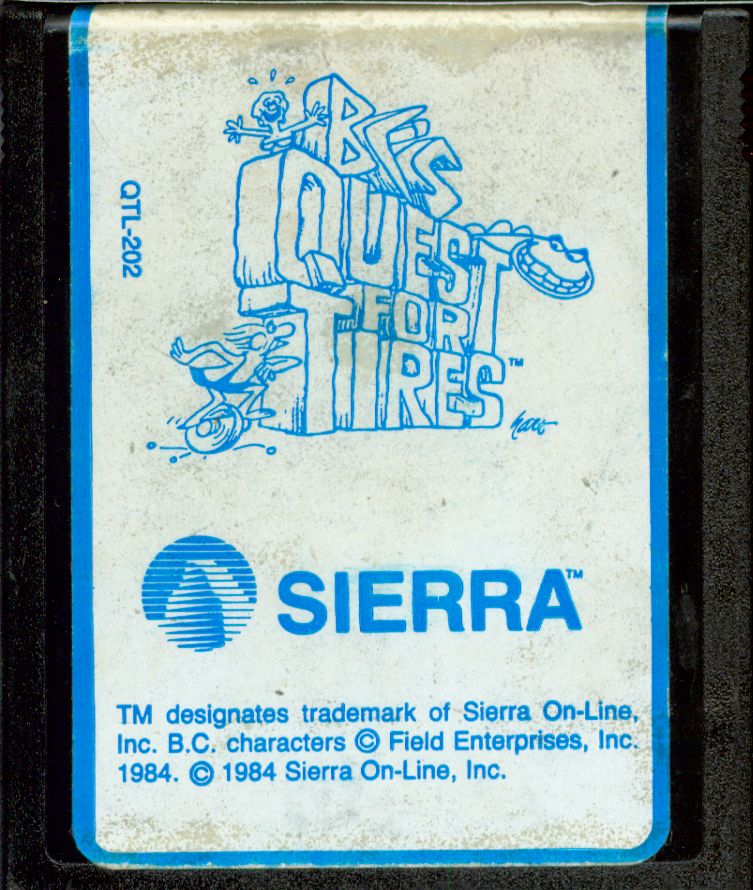 QTL-202
B.C.'s
QUEST
FOR
TIRES™
hart
SIERRA™
TM designates trademark of Sierra On-Line,
Inc. B.C. characters © Field Enterprises, Inc.
1984. © 1984 Sierra On-Line, Inc.